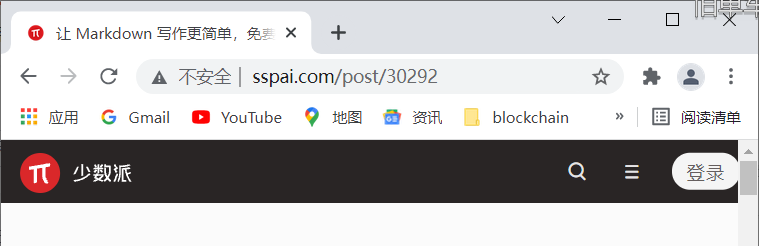 让 Markdown 写作更简单，免费
不安全 | sspai.com/post/30292
应用 Gmail YouTube 地图 资讯 blockchain » 阅读清单
少数派 登录